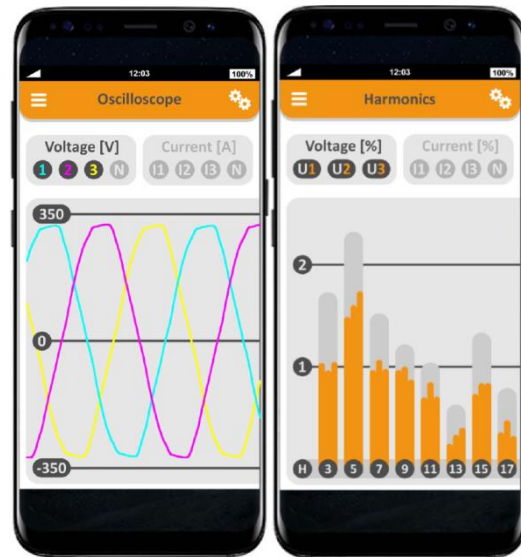 12:03 100%
Oscilloscope
Voltage [V] Current [A]
1 2 3 N I1 I2 I3 N
350
0
-350
12:03 100%
Harmonics
Voltage [%] Current [%]
U1 U2 U3 I1 I2 I3 N
2
1
H 3 5 7 9 11 13 15 17